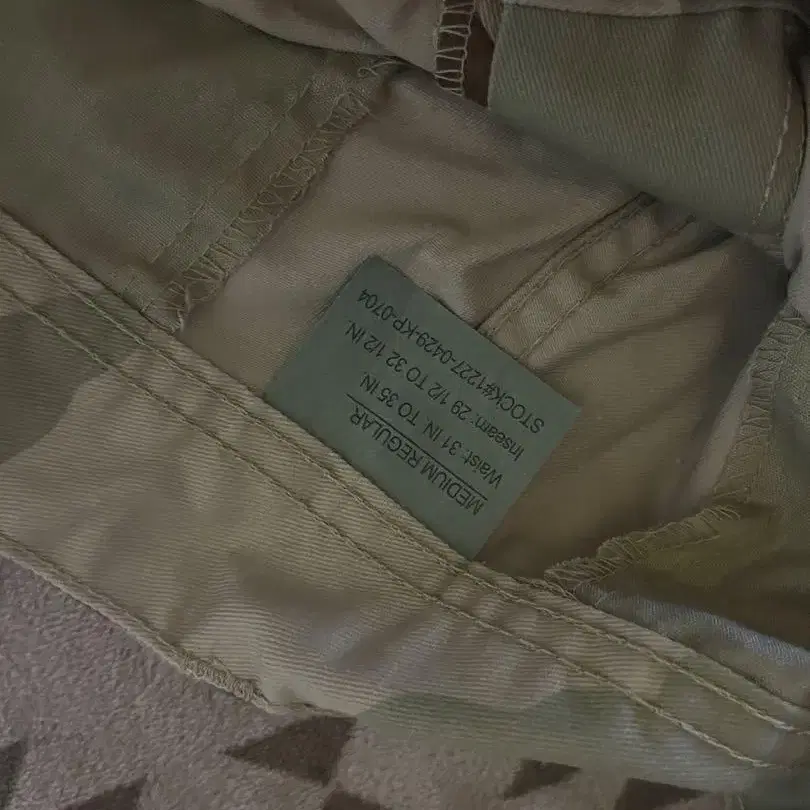 MEDIUM REGULAR
Waist: 31 IN TO 35 IN.
Inseam: 29 1/2 TO 32 1/2 IN.
STOCK#1227-0429-KP-0704